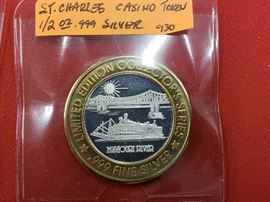 ST. CHARLES CASINO TOKEN
1/2 OZ. .999 SILVER 930
LIMITED EDITION COLLECTOR'S SERIES
MISSOURI RIVER
.999 FINE SILVER